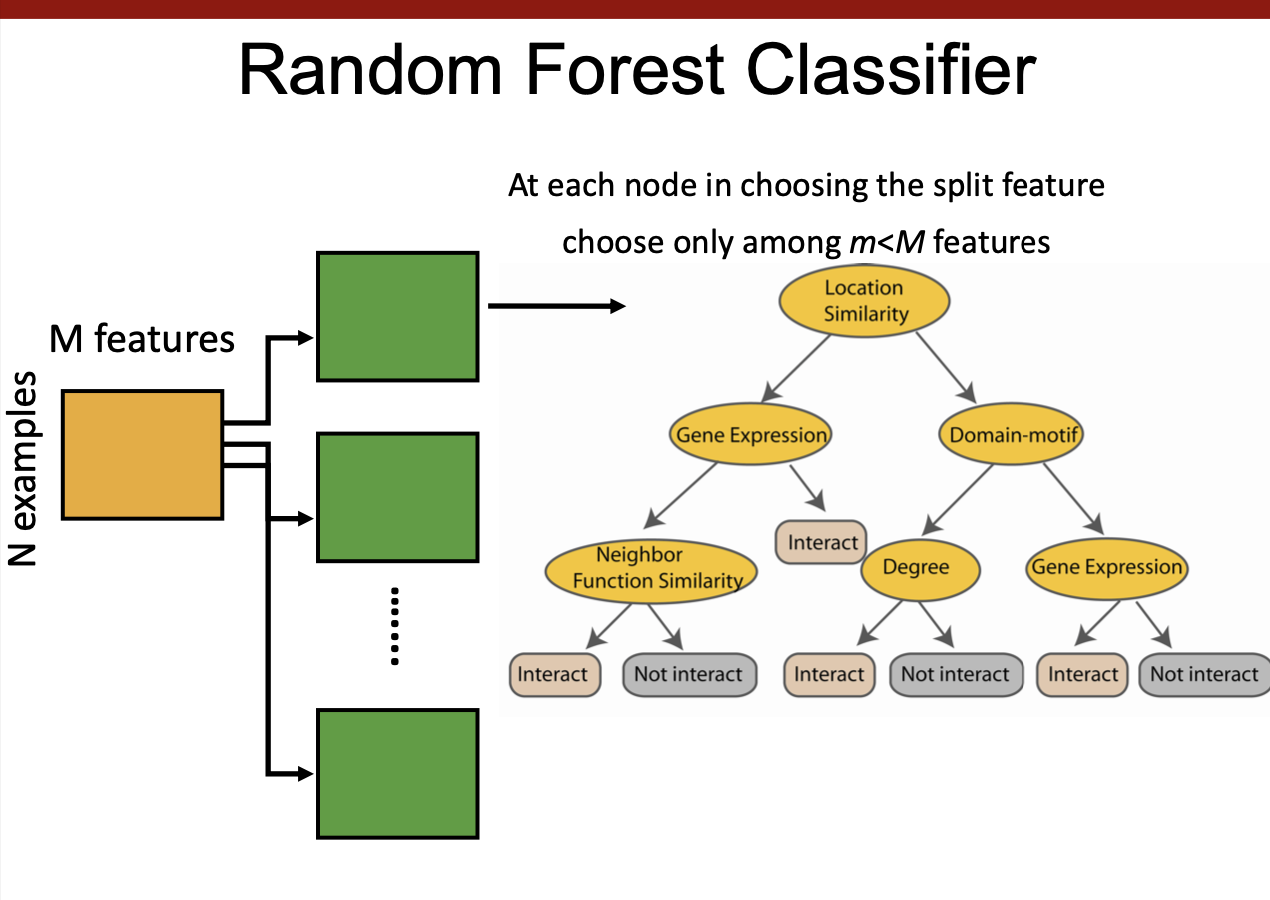 Random Forest Classifier
At each node in choosing the split feature
choose only among m<M features
M features
N examples
Location
Similarity
Gene Expression
Domain-motif
Interact
Neighbor
Function Similarity
Degree
Gene Expression
Interact
Not interact
Interact
Not interact
Interact
Not interact